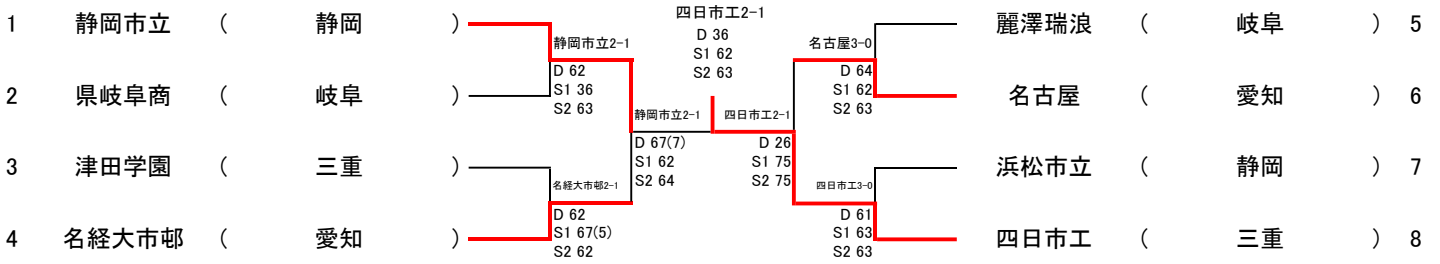 四日市工2-1
1 静岡市立 ( 静岡 )
麗澤瑞浪 ( 岐阜 ) 5
D 36
S1 62
S2 63
静岡市立2-1
D 62
S1 36
S2 63
名古屋3-0
D 64
S1 62
S2 63
2 県岐阜商 ( 岐阜 )
名古屋 ( 愛知 ) 6
静岡市立2-1
D 67(7)
S1 62
S2 64
四日市工2-1
D 26
S1 75
S2 75
3 津田学園 ( 三重 )
浜松市立 ( 静岡 ) 7
名経大市邨2-1
D 62
S1 67(5)
S2 62
四日市工3-0
D 61
S1 63
S2 63
4 名経大市邨 ( 愛知 )
四日市工 ( 三重 ) 8